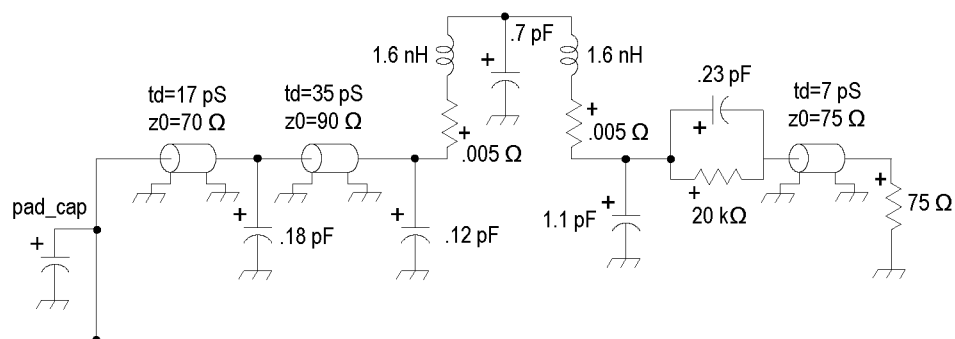 1.6 nH
.7 pF
1.6 nH
+
.23 pF
+
td=17 pS
z0=70 Ω
td=35 pS
z0=90 Ω
td=7 pS
z0=75 Ω
+
.005 Ω
+
.005 Ω
+
20 kΩ
+
75 Ω
pad_cap
+
+
.18 pF
+
.12 pF
+
1.1 pF